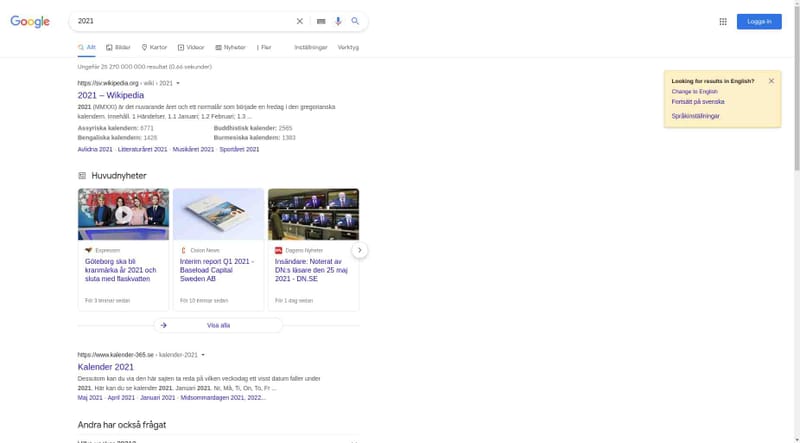 Google
2021
Logga in
Allt
Bilder
Kartor
Videor
Nyheter
Fler
Inställningar
Verktyg
Ungefär 25 270 000 000 resultat (0,66 sekunder)
https://sv.wikipedia.org › wiki › 2021
2021 – Wikipedia
2021 (MMXXI) är det nuvarande året och ett normalår som började en fredag i den gregorianska
kalendern. Innehåll. 1 Händelser. 1.1 Januari; 1.2 Februari; 1.3 ...
Assyriska kalendern: 6771
Buddhistisk kalender: 2565
Bengaliska kalendern: 1428
Burmesiska kalendern: 1383
Avlidna 2021 · Litteraturåret 2021 · Musikåret 2021 · Sportåret 2021
Looking for results in English?
Change to English
Fortsätt på svenska
Språkinställningar
Huvudnyheter
Expressen
Göteborg ska bli
kranmärka år 2021 och
sluta med flaskvatten
För 3 timmar sedan
Cision News
Interim report Q1 2021 -
Baseload Capital
Sweden AB
För 10 timmar sedan
Dagens Nyheter
Insändare: Noterat av
DN:s läsare den 25 maj
2021 - DN.SE
För 1 dag sedan
Visa alla
https://www.kalender-365.se › kalender-2021
Kalender 2021
Dessutom kan du via den här sajten ta reda på vilken veckodag ett visst datum faller under
2021. Här kan du se kalender 2021. Januari 2021. Nr, Må, Ti, On, To, Fr ...
Maj 2021 · April 2021 · Januari 2021 · Midsommardagen 2021, 2022...
Andra har också frågat